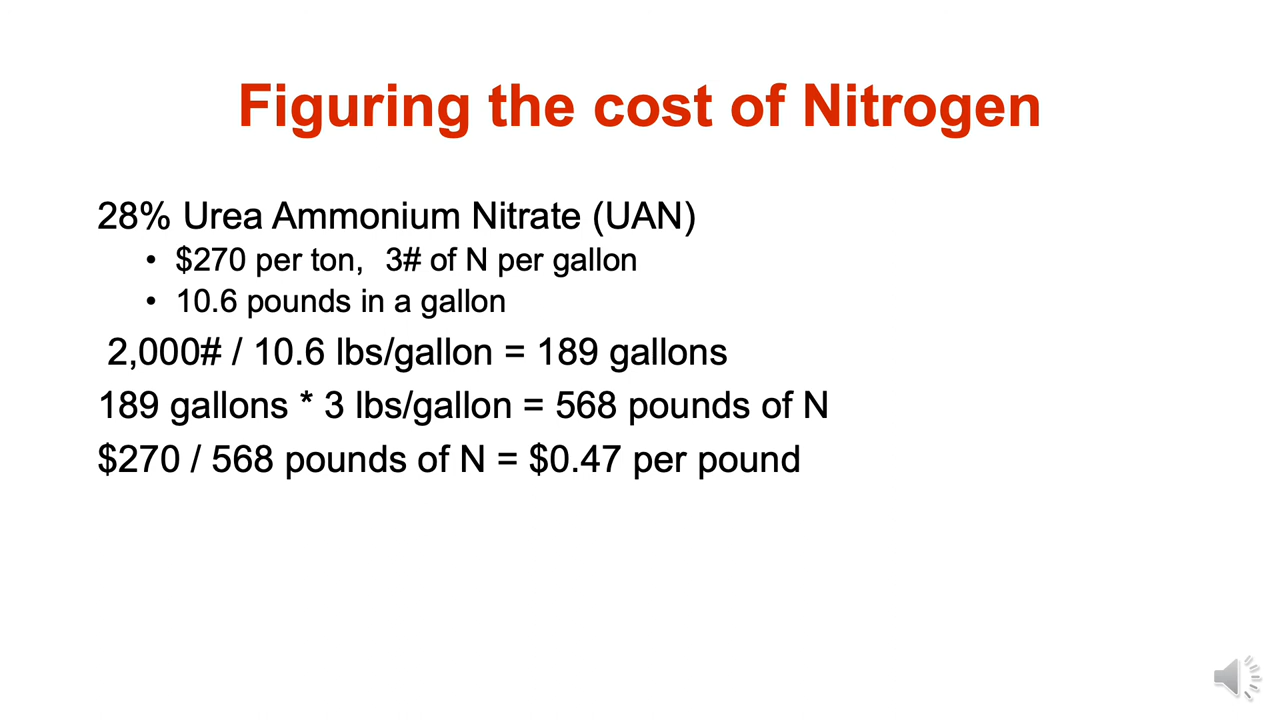 Figuring the cost of Nitrogen
28% Urea Ammonium Nitrate (UAN)
• $270 per ton, 3# of N per gallon
• 10.6 pounds in a gallon
2,000# / 10.6 lbs/gallon = 189 gallons
189 gallons * 3 lbs/gallon = 568 pounds of N
$270 / 568 pounds of N = $0.47 per pound